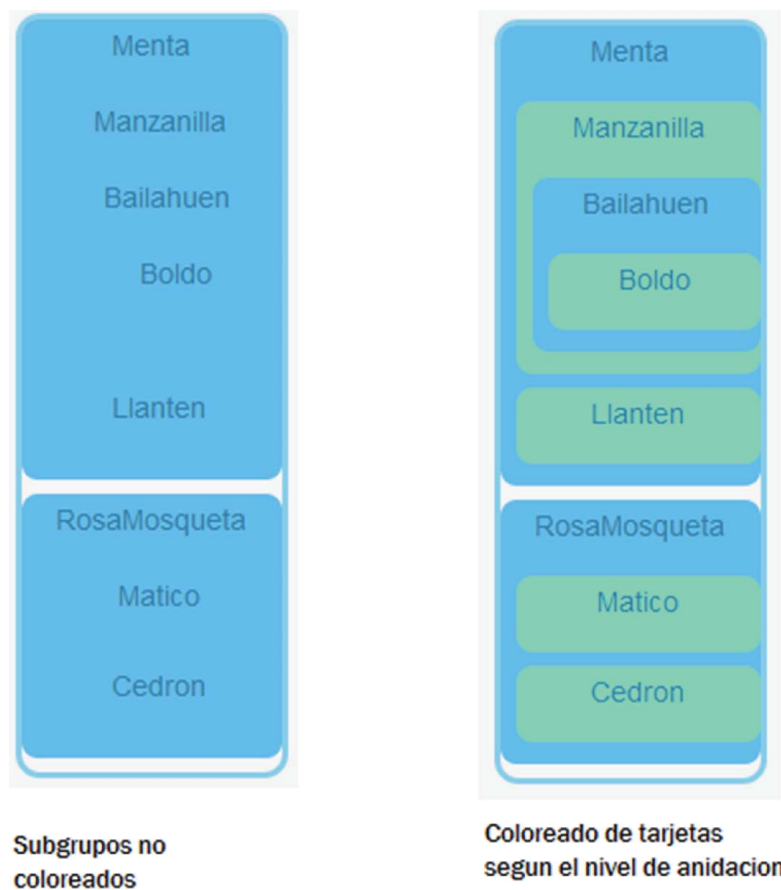 Menta
Manzanilla
Bailahuen
Boldo
Llanten
RosaMosqueta
Matico
Cedron
Subgrupos no
coloreados
Menta
Manzanilla
Bailahuen
Boldo
Llanten
RosaMosqueta
Matico
Cedron
Coloreado de tarjetas
segun el nivel de anidacion